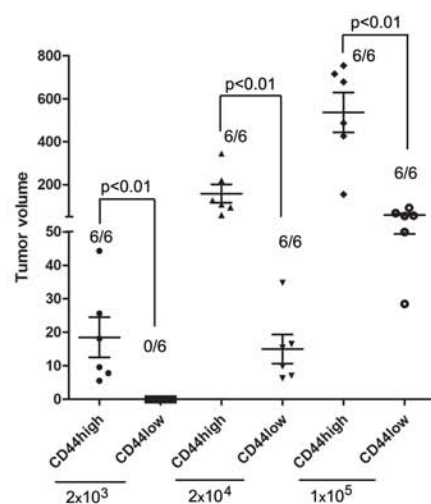 p<0.01
800
6/6
p<0.01
600
6/6
400
6/6
p<0.01
200
Tumor volume
50
6/6
6/6
40
30
20
0/6
10
0
CD44high
CD44low
CD44high
CD44low
CD44high
CD44low
2x10³
2x10⁴
1x10⁵